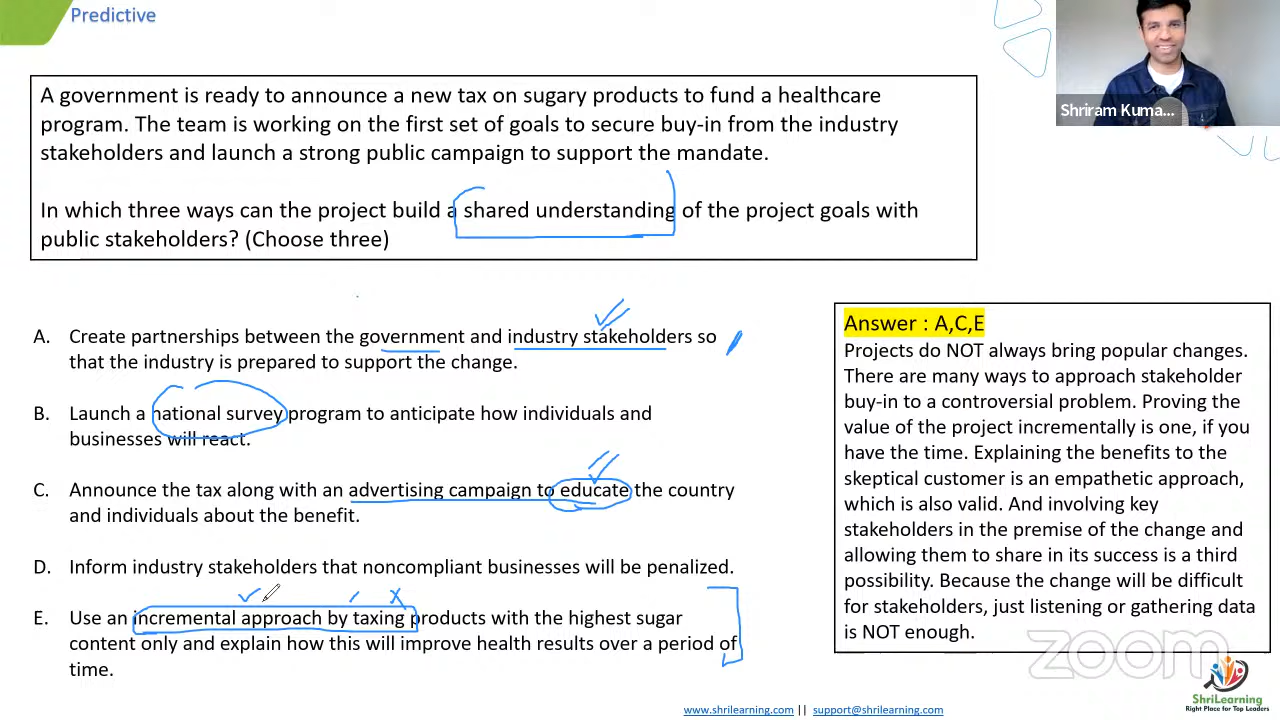 Predictive
Shriram Kuma...
A government is ready to announce a new tax on sugary products to fund a healthcare
program. The team is working on the first set of goals to secure buy-in from the industry
stakeholders and launch a strong public campaign to support the mandate.
In which three ways can the project build a shared understanding of the project goals with
public stakeholders? (Choose three)
A. Create partnerships between the government and industry stakeholders so
that the industry is prepared to support the change.
B. Launch a national survey program to anticipate how individuals and
businesses will react.
C. Announce the tax along with an advertising campaign to educate the country
and individuals about the benefit.
D. Inform industry stakeholders that noncompliant businesses will be penalized.
E. Use an incremental approach by taxing products with the highest sugar
content only and explain how this will improve health results over a period of
time.
Answer : A,C,E
Projects do NOT always bring popular changes.
There are many ways to approach stakeholder
buy-in to a controversial problem. Proving the
value of the project incrementally is one, if you
have the time. Explaining the benefits to the
skeptical customer is an empathetic approach,
which is also valid. And involving key
stakeholders in the premise of the change and
allowing them to share in its success is a third
possibility. Because the change will be difficult
for stakeholders, just listening or gathering data
is NOT enough.
zoom
ShriLearning
Right Place for Top Leaders
www.shrilearning.com || support@shrilearning.com